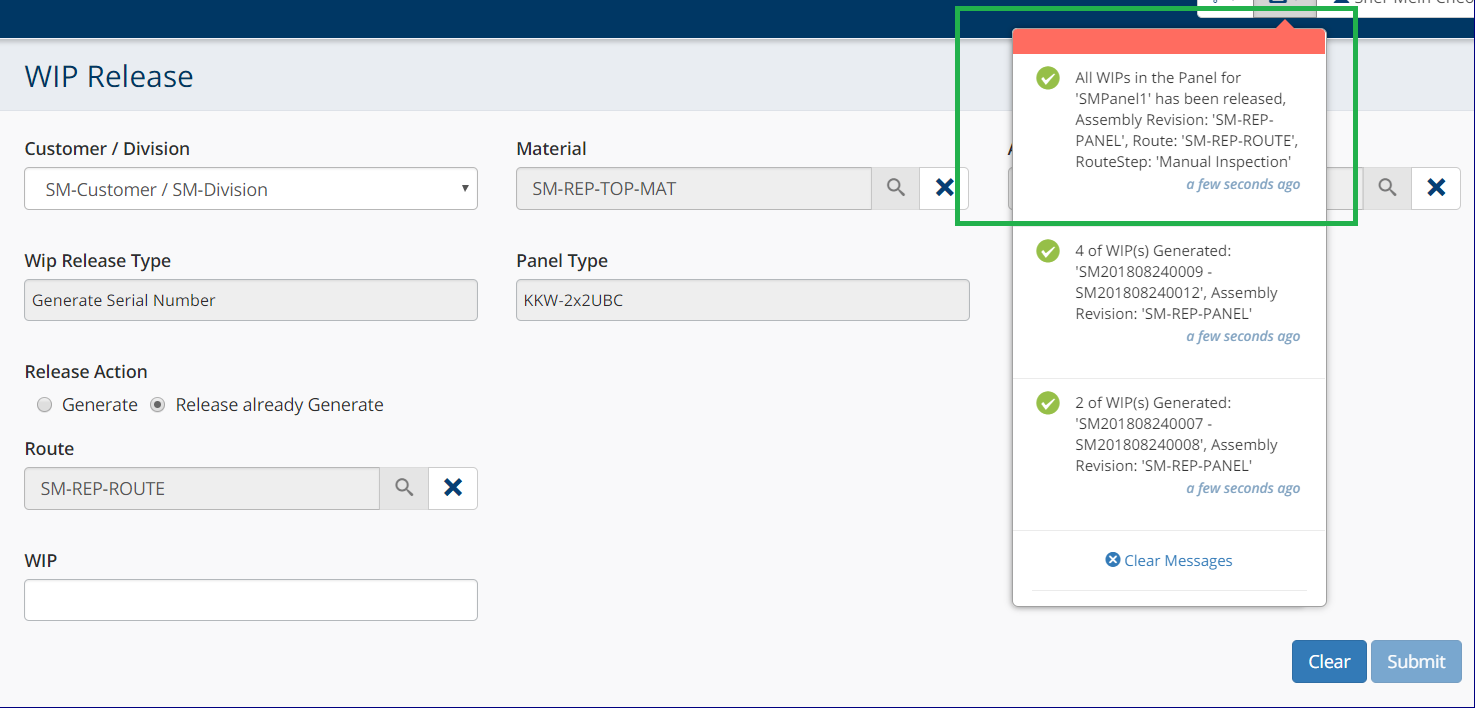 WIP Release
Customer / Division
SM-Customer / SM-Division
Material
SM-REP-TOP-MAT
Wip Release Type
Generate Serial Number
Panel Type
KKW-2x2UBC
Release Action
Generate
Release already Generate
Route
SM-REP-ROUTE
WIP
All WIPs in the Panel for
'SMPanel1' has been released,
Assembly Revision: 'SM-REP-
PANEL', Route: 'SM-REP-ROUTE',
RouteStep: 'Manual Inspection'
a few seconds ago
4 of WIP(s) Generated:
'SM201808240009 -
SM201808240012', Assembly
Revision: 'SM-REP-PANEL'
a few seconds ago
2 of WIP(s) Generated:
'SM201808240007 -
SM201808240008', Assembly
Revision: 'SM-REP-PANEL'
a few seconds ago
Clear Messages
Clear
Submit